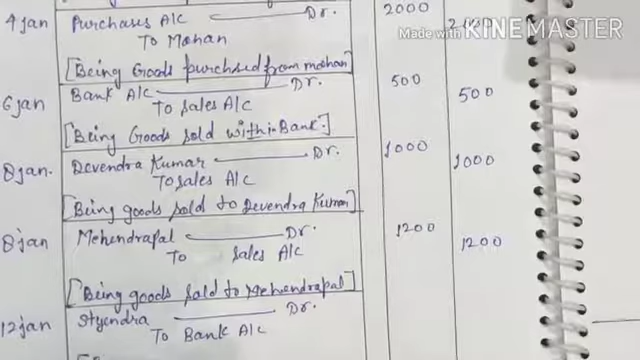 4 Jan Purchases A/c Dr. 2000
Made with KINEMASTER
To Mohan
[Being Goods purchased from mohan]
6 jan Bank A/c Dr. 500
To Sales A/c 500
[Being Goods sold within Bank.]
8 jan. Devendra Kumar Dr. 1000
To Sales A/c 1000
[Being goods sold to Devendra Kumar]
8 jan Mehendrapal Dr. 1200
To Sales A/c 1200
[Being goods sold to Mehendrapal]
12 jan Styendra Dr.
To Bank A/c